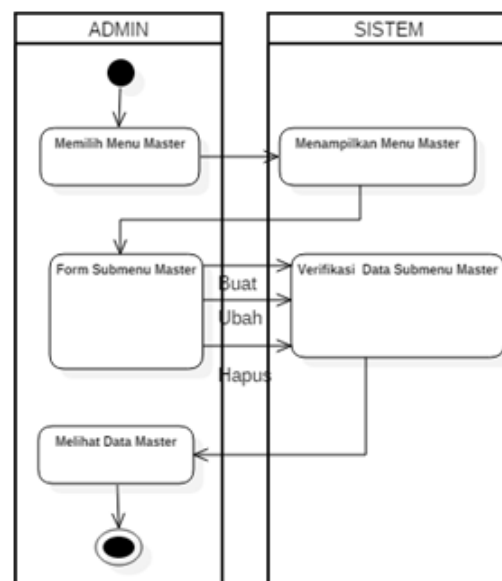 ADMIN
SISTEM
Memilih Menu Master
Menampilkan Menu Master
Form Submenu Master
Verifikasi Data Submenu Master
Buat
Ubah
Hapus
Melihat Data Master